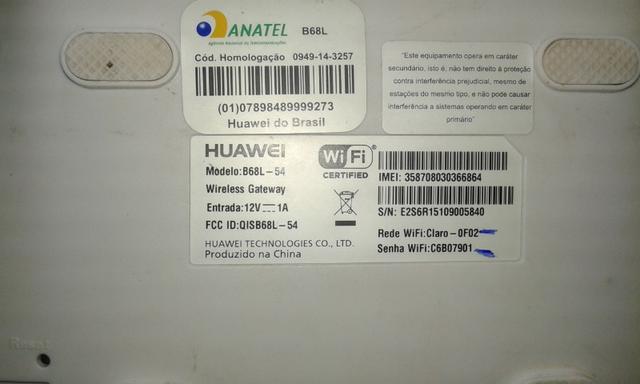 ANATEL
Agência Nacional de Telecomunicações
B68L
Cód. Homologação 0949-14-3257
(01)07898489999273
Huawei do Brasil
"Este equipamento opera em caráter
secundário, isto é, não tem direito à proteção
contra interferência prejudicial, mesmo de
estações do mesmo tipo, e não pode causar
interferência a sistemas operando em caráter
primário"
HUAWEI
Modelo:B68L-54
Wireless Gateway
Entrada:12V⎓1A
FCC ID:QISB68L-54
HUAWEI TECHNOLOGIES CO., LTD.
Produzido na China
Wi Fi
CERTIFIED
IMEI: 358708030366864
S/N: E2S6R15109005840
Rede WiFi:Claro-0F02
Senha WiFi:C6B07901
Reset